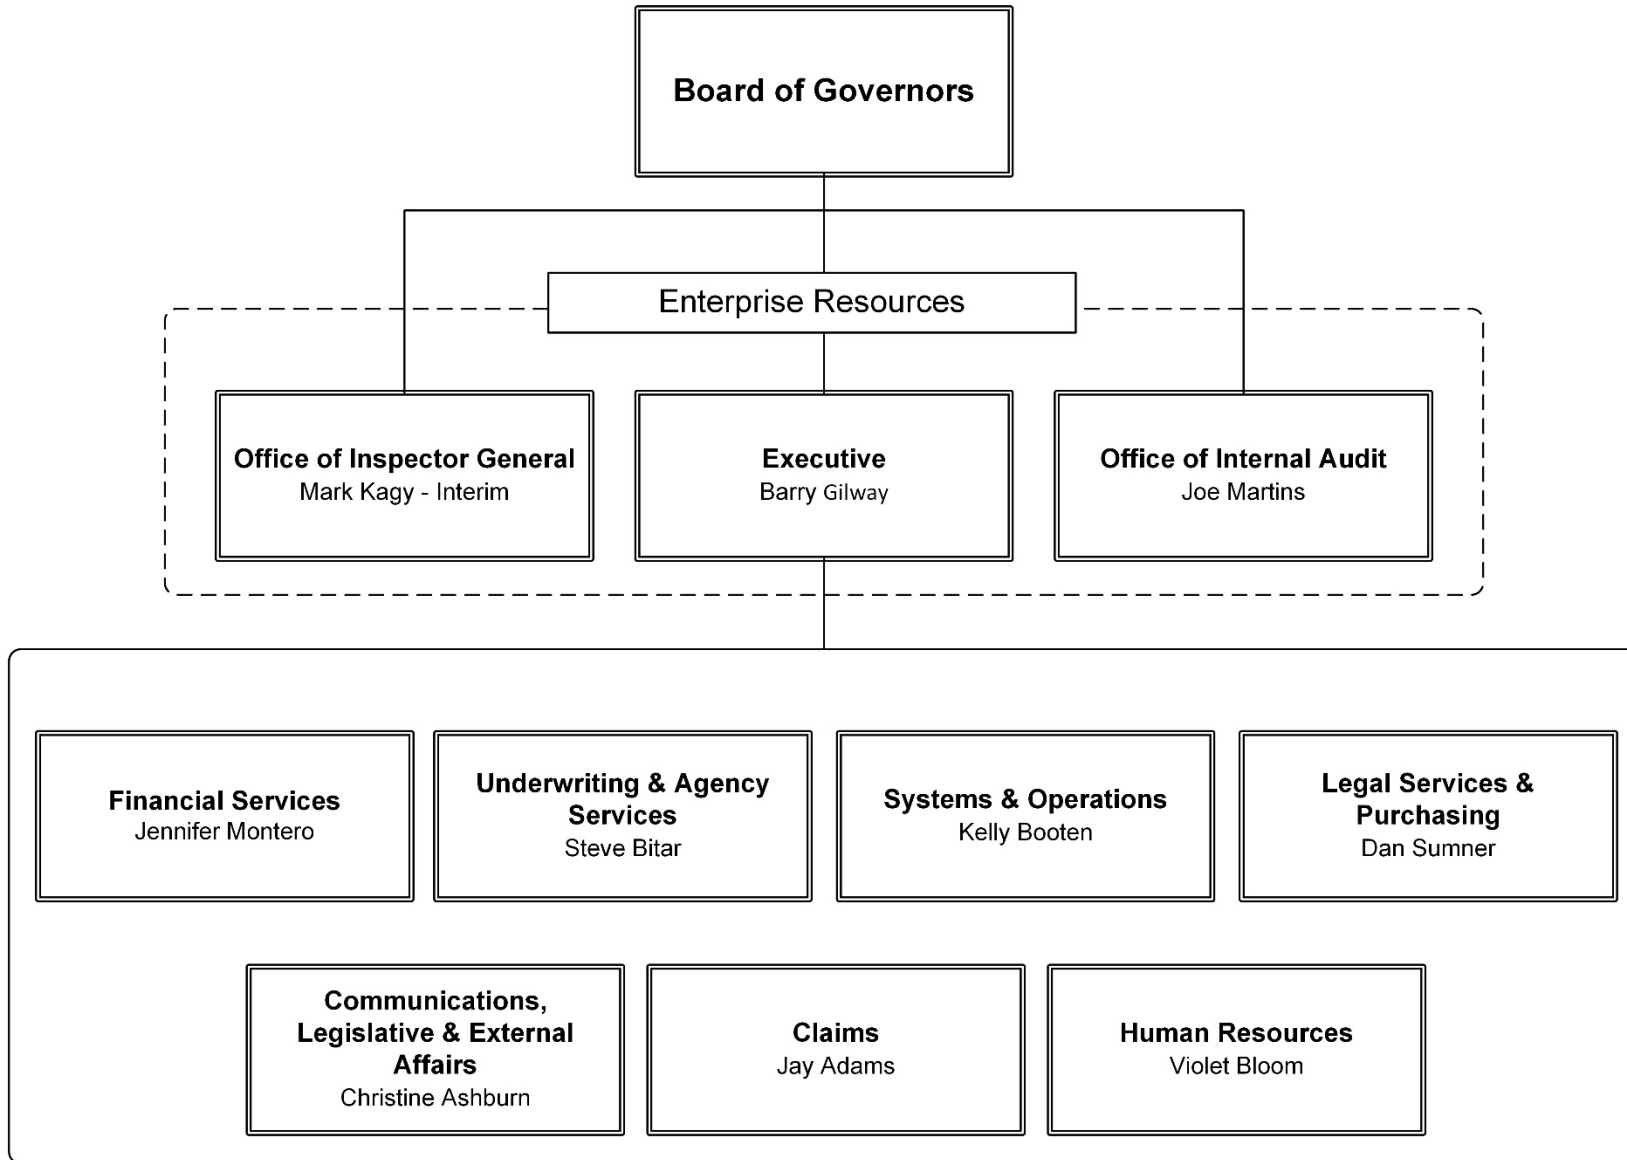 Board of Governors
Enterprise Resources
Office of Inspector General
Mark Kagy - Interim
Executive
Barry Gilway
Office of Internal Audit
Joe Martins
Financial Services
Jennifer Montero
Underwriting & Agency
Services
Steve Bitar
Systems & Operations
Kelly Booten
Legal Services &
Purchasing
Dan Sumner
Communications,
Legislative & External
Affairs
Christine Ashburn
Claims
Jay Adams
Human Resources
Violet Bloom